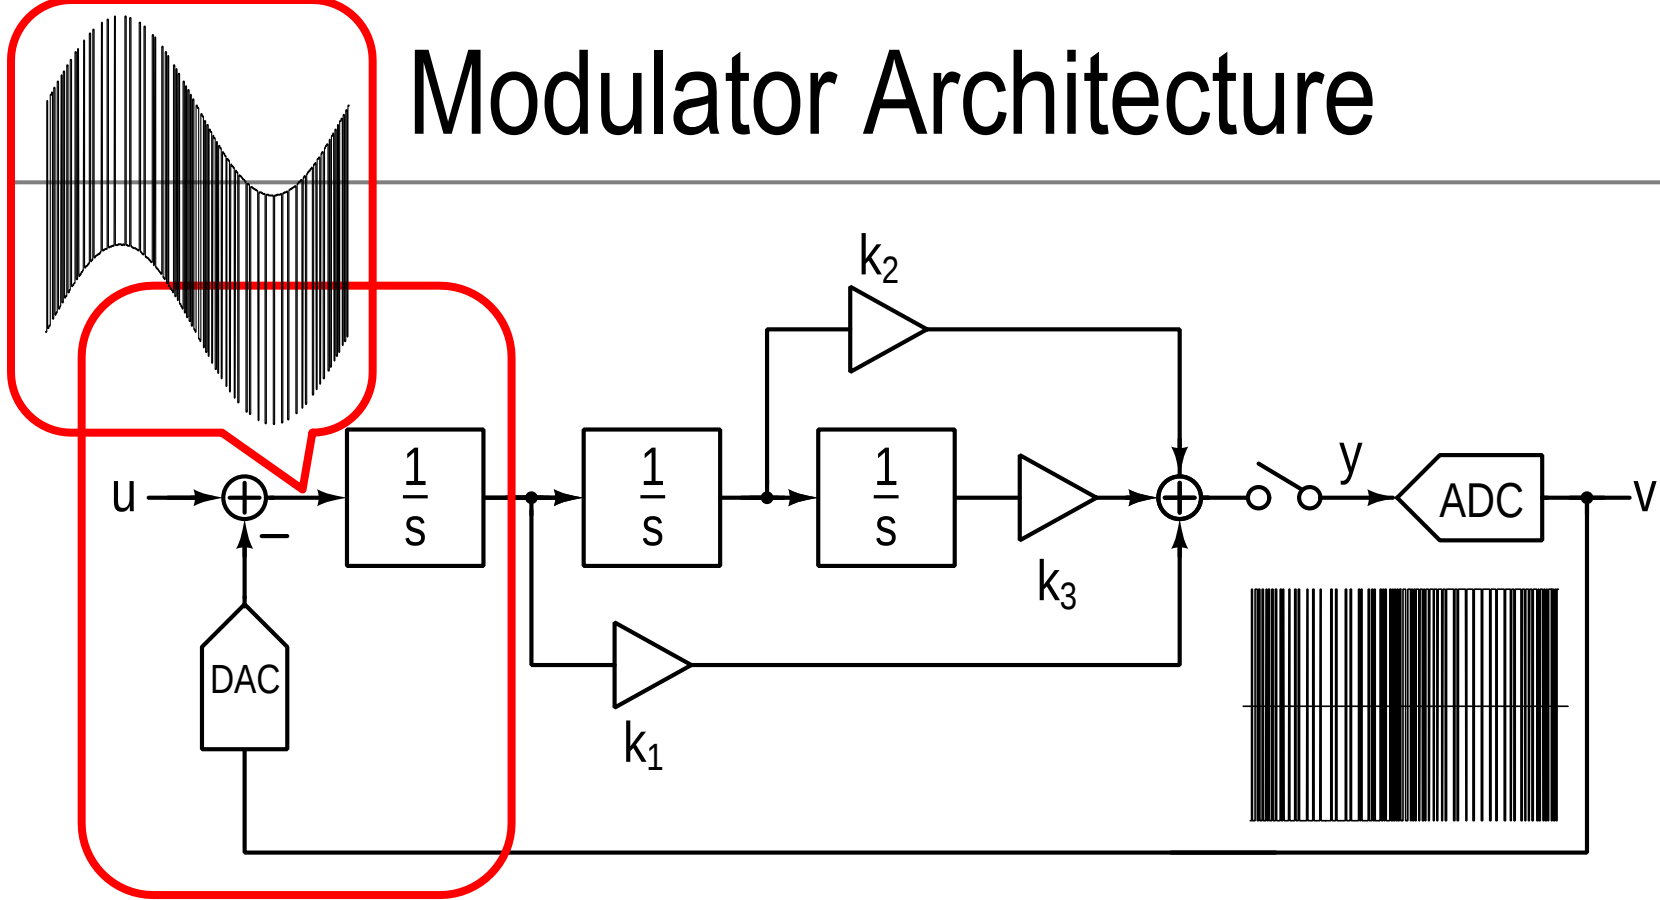 Modulator Architecture
k2
u
−
1
s
1
s
1
s
k3
y
ADC
v
DAC
k1